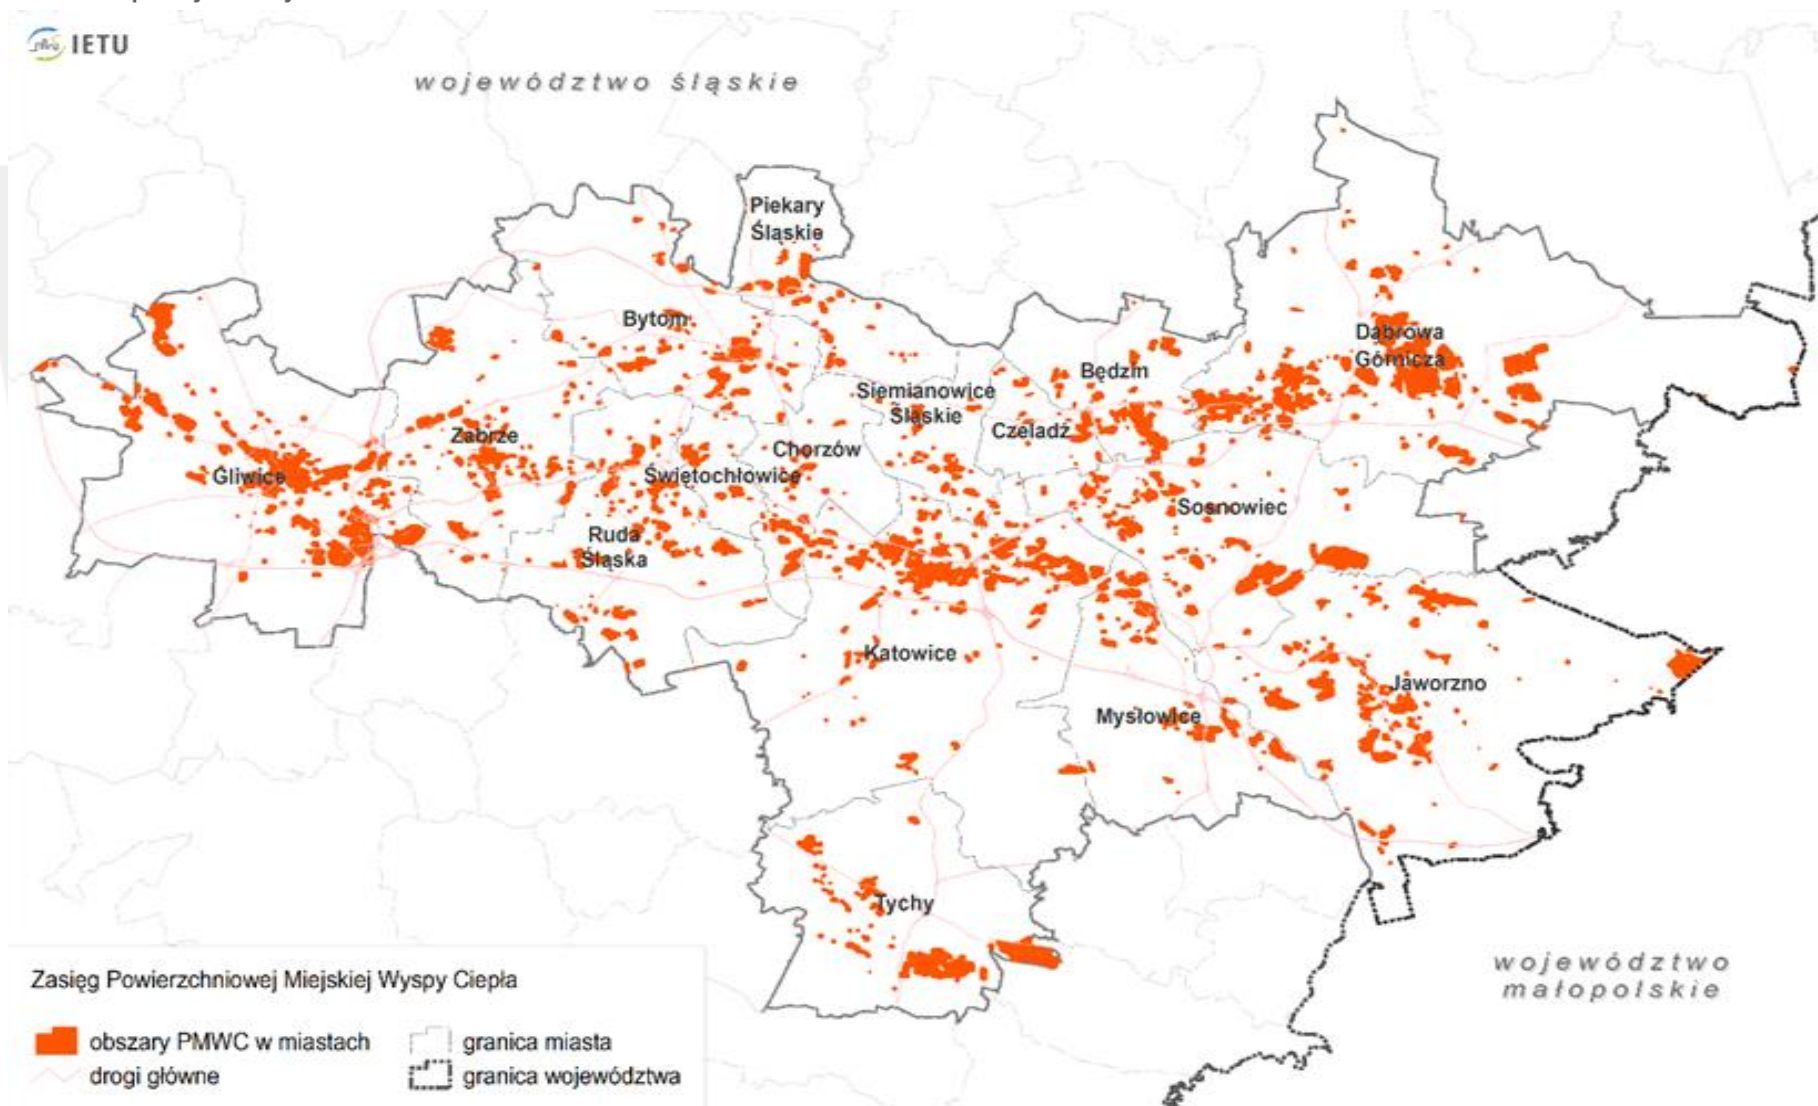 IETU
województwo śląskie
Piekary
Śląskie
Bytom
Dąbrowa
Górnicza
Będzin
Siemianowice
Śląskie
Czeladź
Zabrze
Chorzów
Gliwice
Świętochłowice
Sosnowiec
Ruda
Śląska
Katowice
Jaworzno
Mysłowice
Tychy
województwo
małopolskie
Zasięg Powierzchniowej Miejskiej Wyspy Ciepła
obszary PMWC w miastach
granica miasta
drogi główne
granica województwa